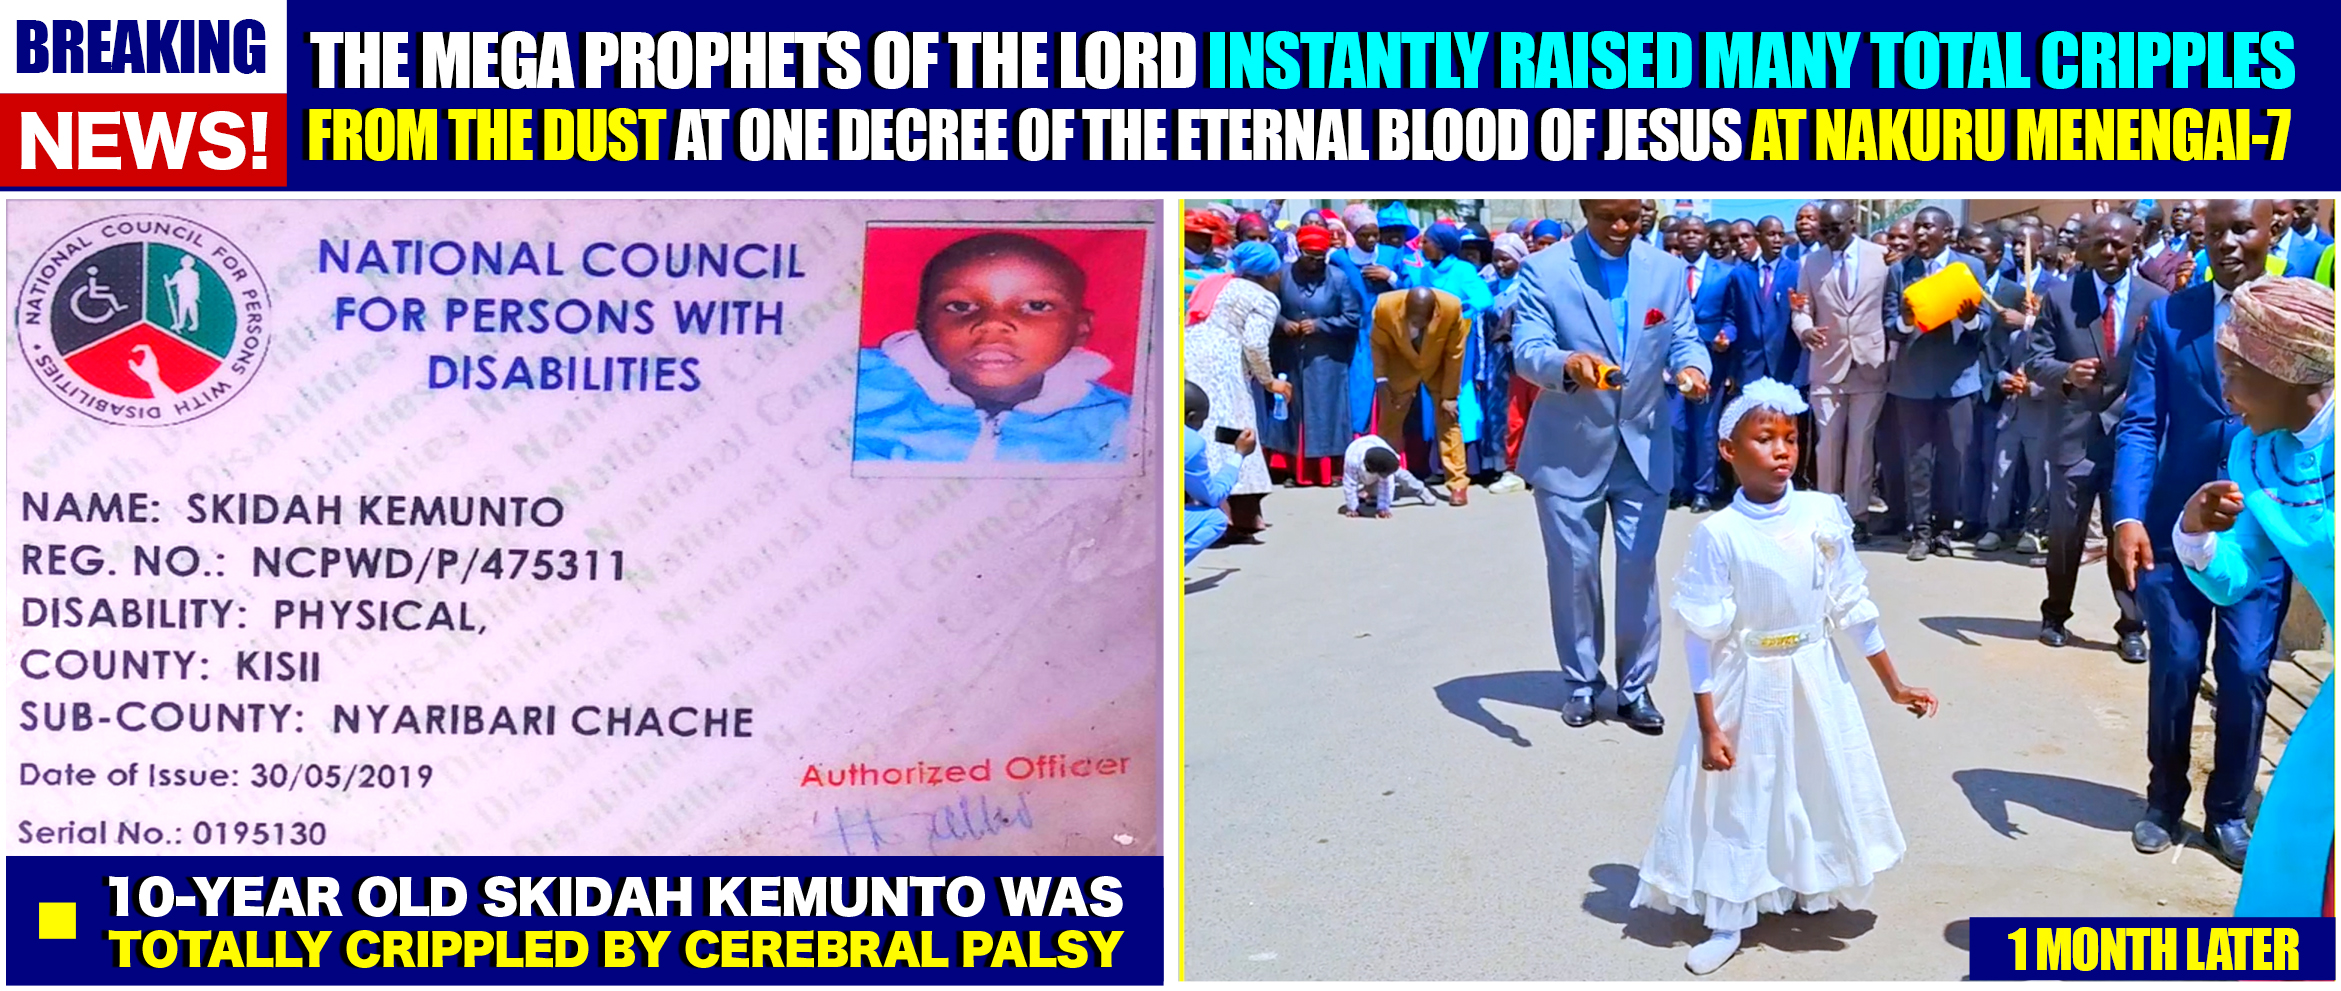 BREAKING
NEWS!
THE MEGA PROPHETS OF THE LORD INSTANTLY RAISED MANY TOTAL CRIPPLES
FROM THE DUST AT ONE DECREE OF THE ETERNAL BLOOD OF JESUS AT NAKURU MENENGAI-7
NATIONAL COUNCIL FOR PERSONS WITH DISABILITIES •
NATIONAL COUNCIL
FOR PERSONS WITH
DISABILITIES
NAME: SKIDAH KEMUNTO
REG. NO.: NCPWD/P/475311
DISABILITY: PHYSICAL,
COUNTY: KISII
SUB-COUNTY: NYARIBARI CHACHE
Date of Issue: 30/05/2019
Authorized Officer
Serial No.: 0195130
10-YEAR OLD SKIDAH KEMUNTO WAS
TOTALLY CRIPPLED BY CEREBRAL PALSY
1 MONTH LATER